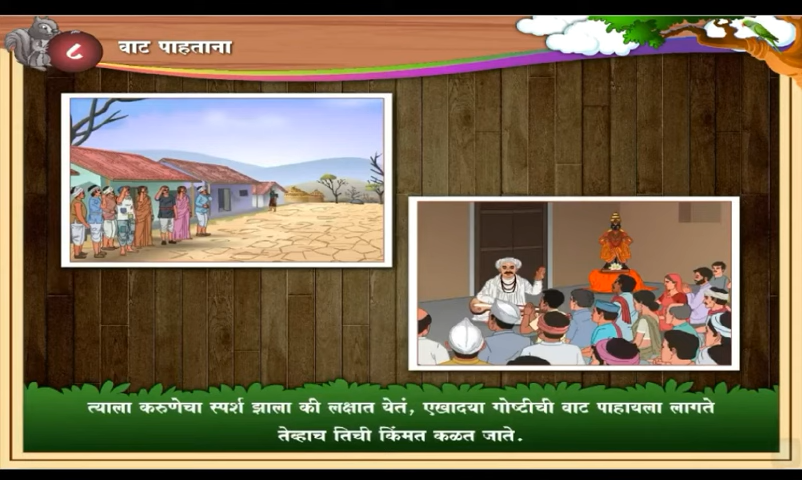 ८
वाट पाहताना
त्याला करुणेचा स्पर्श झाला की लक्षात येतं, एखादया गोष्टीची वाट पाहायला लागते
तेव्हाच तिची किंमत कळत जाते.